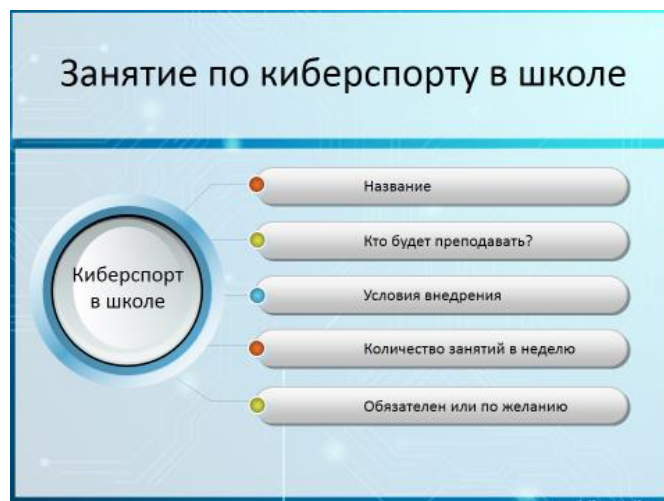 Занятие по киберспорту в школе
Киберспорт
в школе
Название
Кто будет преподавать?
Условия внедрения
Количество занятий в неделю
Обязателен или по желанию